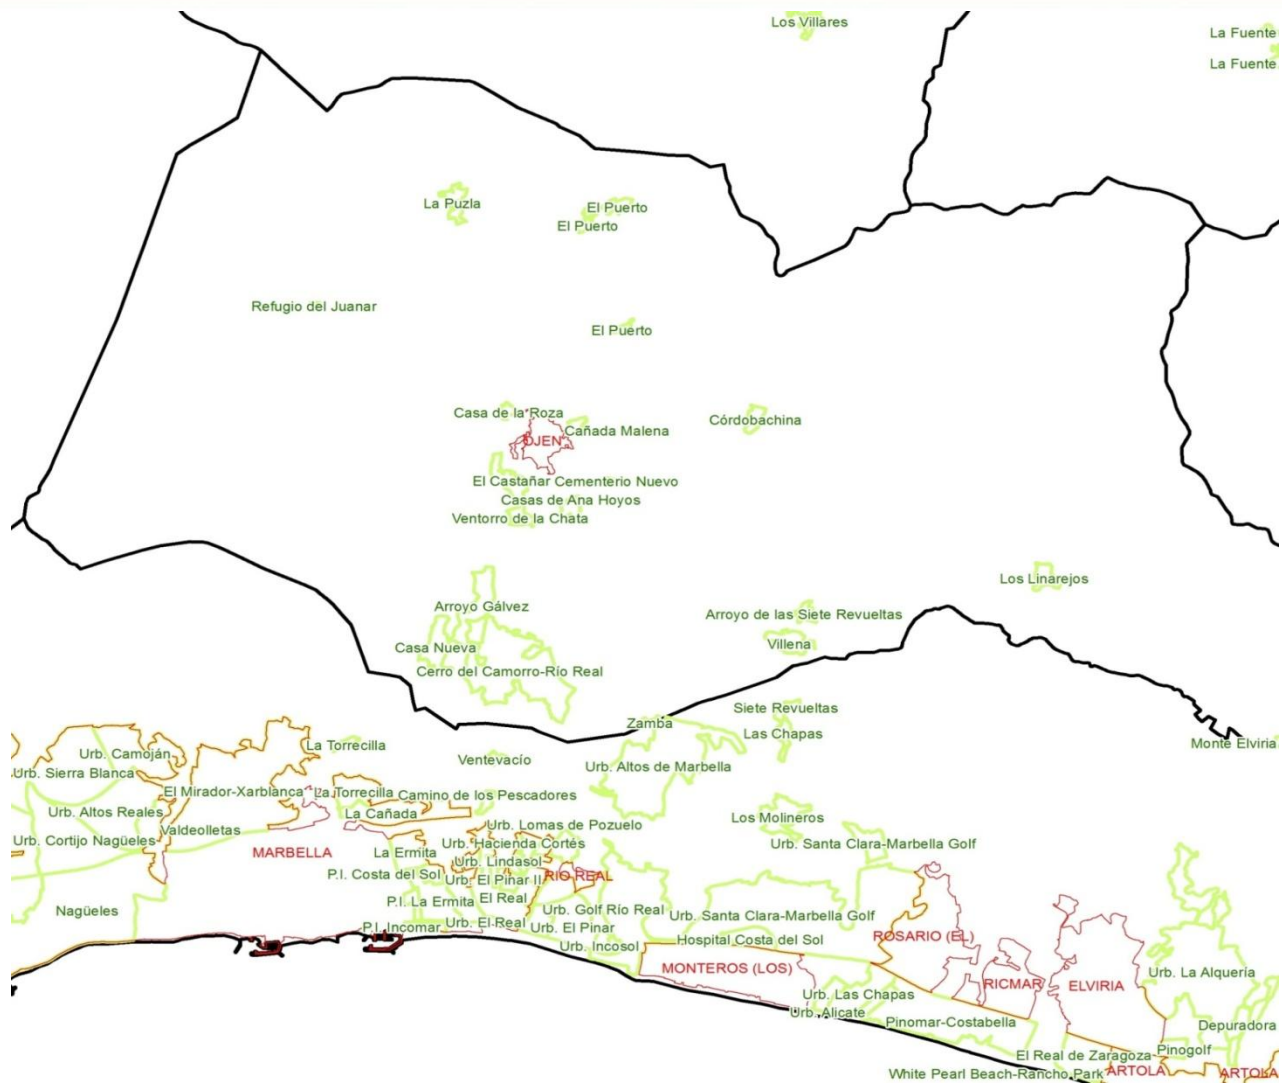 Los Villares
La Fuente
La Fuente
La Puzla
El Puerto
El Puerto
Refugio del Juanar
El Puerto
Casa de la Roza
Córdobachina
Cañada Malena
OJEN
El Castañar Cementerio Nuevo
Casas de Ana Hoyos
Ventorro de la Chata
Los Linarejos
Arroyo Gálvez
Arroyo de las Siete Revueltas
Casa Nueva
Villena
Cerro del Camorro-Río Real
Siete Revueltas
Zamba
Las Chapas
La Torrecilla
Monte Elviria
Urb. Camoján
Ventevacío
Urb. Altos de Marbella
Urb. Sierra Blanca
El Mirador-Xarblanca
La Torrecilla
Camino de los Pescadores
Urb. Altos Reales
La Cañada
Los Molineros
Valdeolletas
Urb. Lomas de Pozuelo
Urb. Cortijo Nagüeles
Urb. Hacienda Cortés
Urb. Santa Clara-Marbella Golf
MARBELLA
La Ermita
Urb. Lindasol
P.I. Costa del Sol
Urb. El Pinar II
RIO REAL
P.I. La Ermita
El Real
Nagüeles
Urb. Golf Río Real
Urb. Santa Clara-Marbella Golf
P.I. Incomar
Urb. El Real
Urb. El Pinar
Urb. Incosol
Hospital Costa del Sol
ROSARIO (EL)
MONTEROS (LOS)
Urb. La Alquería
RICMAR
ELVIRIA
Urb. Las Chapas
Urb. Alicate
Pinomar-Costabella
Depuradora
El Real de Zaragoza
Pinogolf
White Pearl Beach-Rancho Park
ARTOLA
ARTOLA